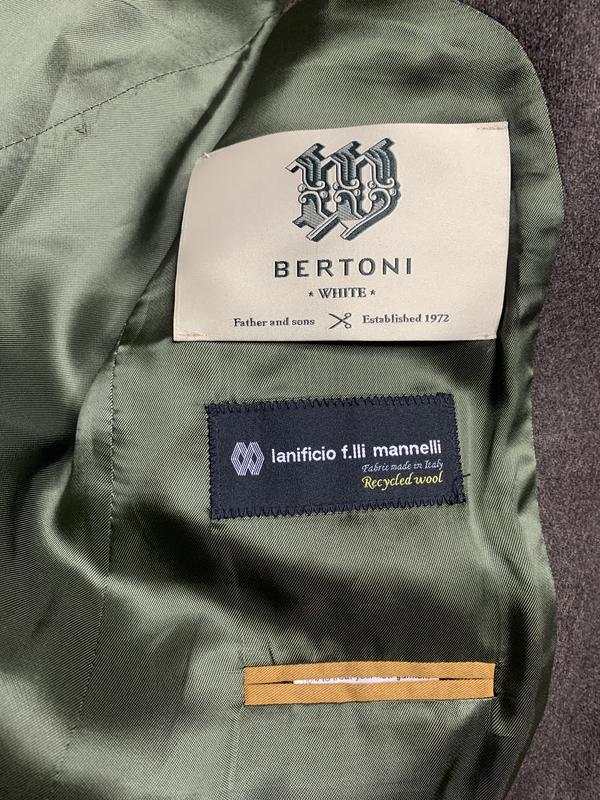 W
BERTONI
* WHITE *
Father and sons Established 1972
lanificio f.lli mannelli
Fabric made in Italy
Recycled wool